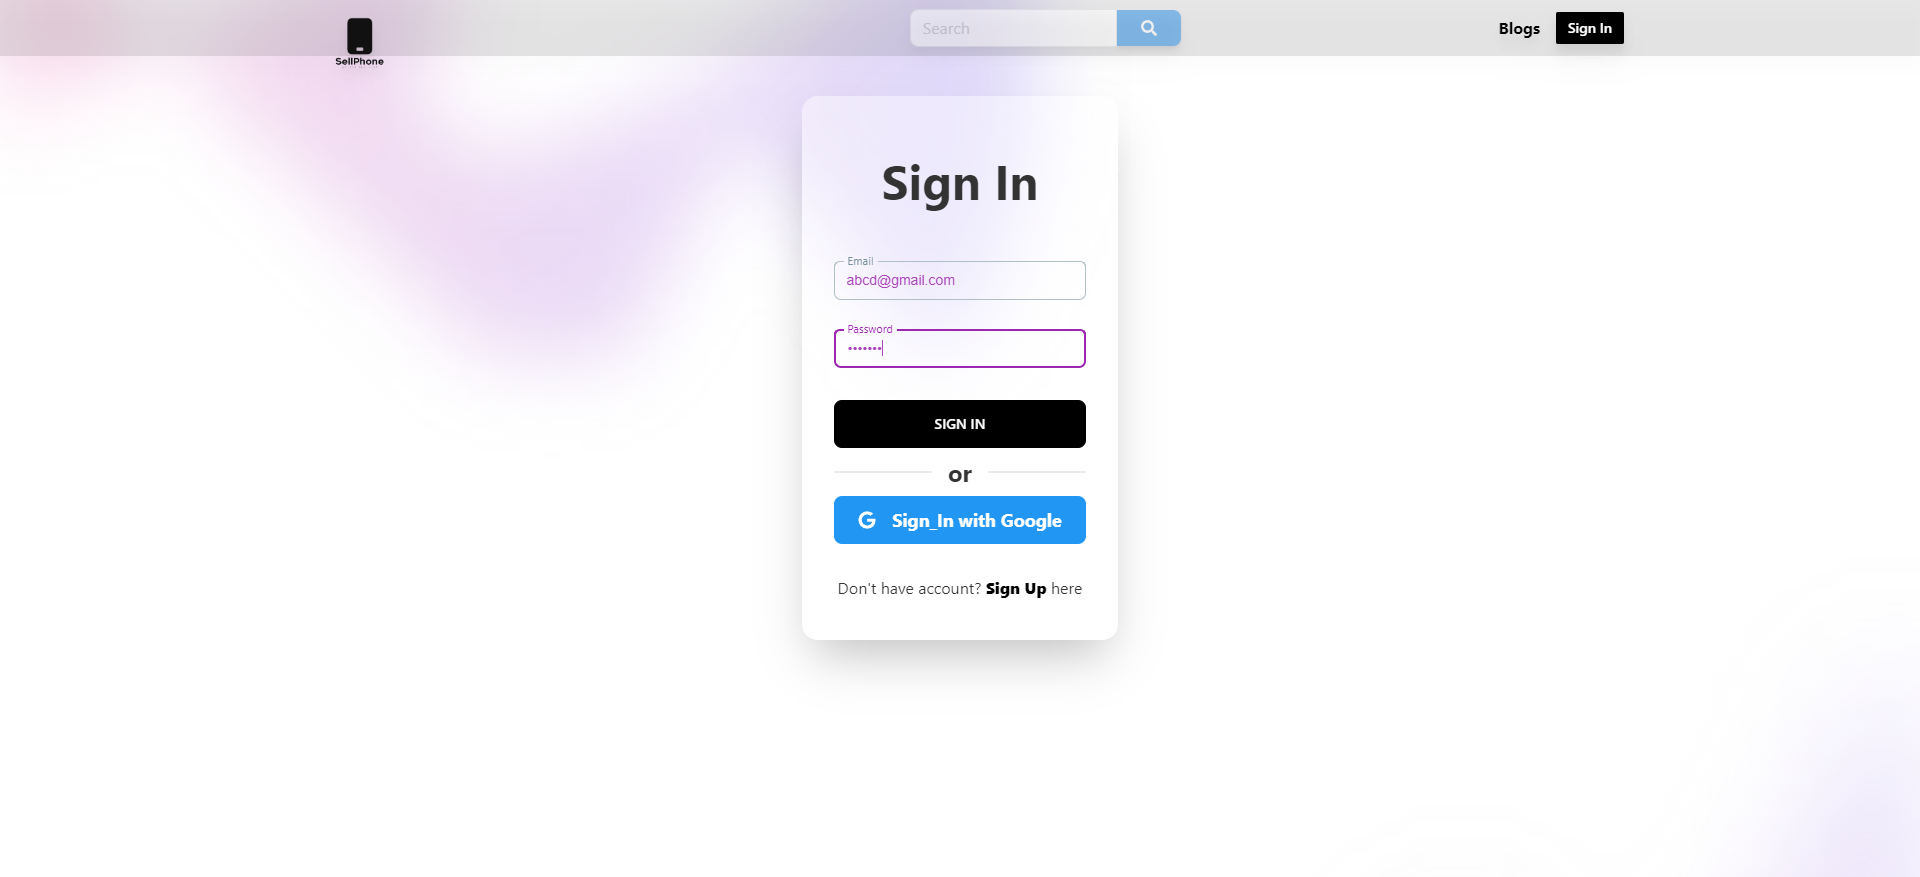 SellPhone
Search
Blogs
Sign In
Sign In
Email
abcd@gmail.com
Password
•••••••
SIGN IN
or
G Sign_In with Google
Don't have account? Sign Up here